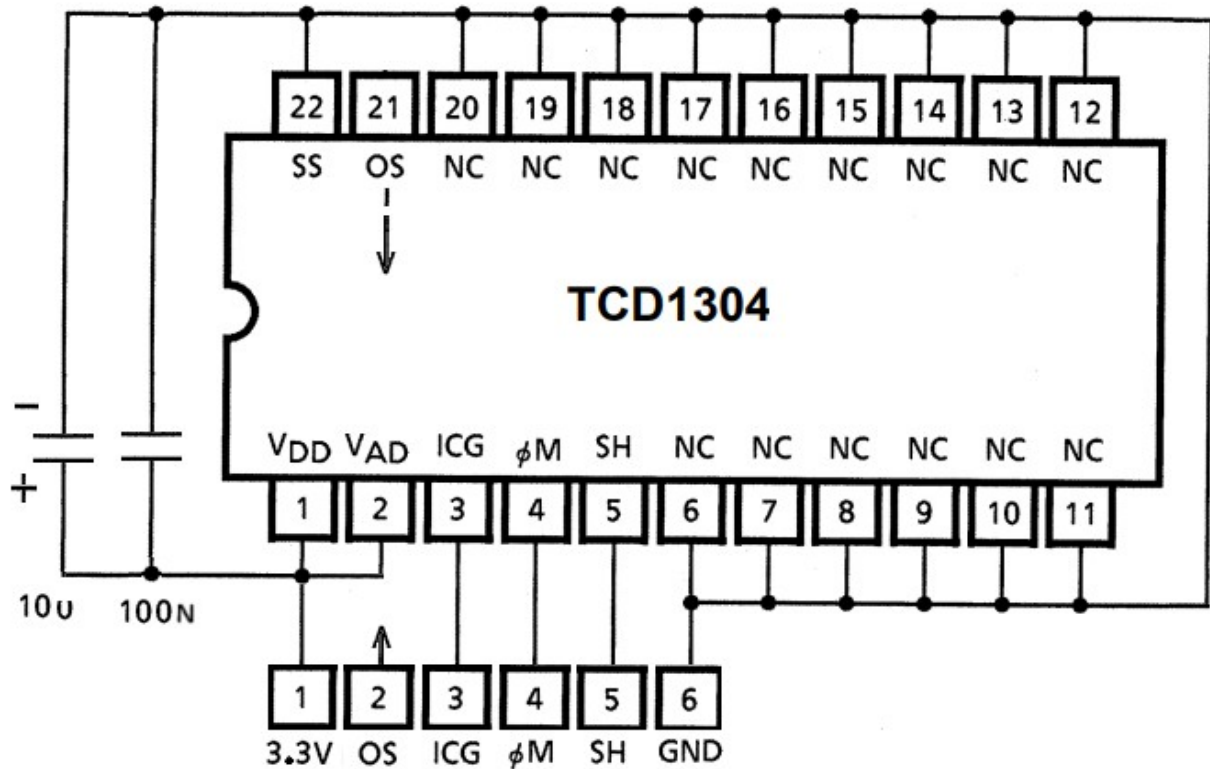 22 21 20 19 18 17 16 15 14 13 12
SS OS NC NC NC NC NC NC NC NC NC
TCD1304
VDD VAD ICG ϕM SH NC NC NC NC NC NC
1 2 3 4 5 6 7 8 9 10 11
-
+
10U 100N
1 2 3 4 5 6
3.3V OS ICG ϕM SH GND